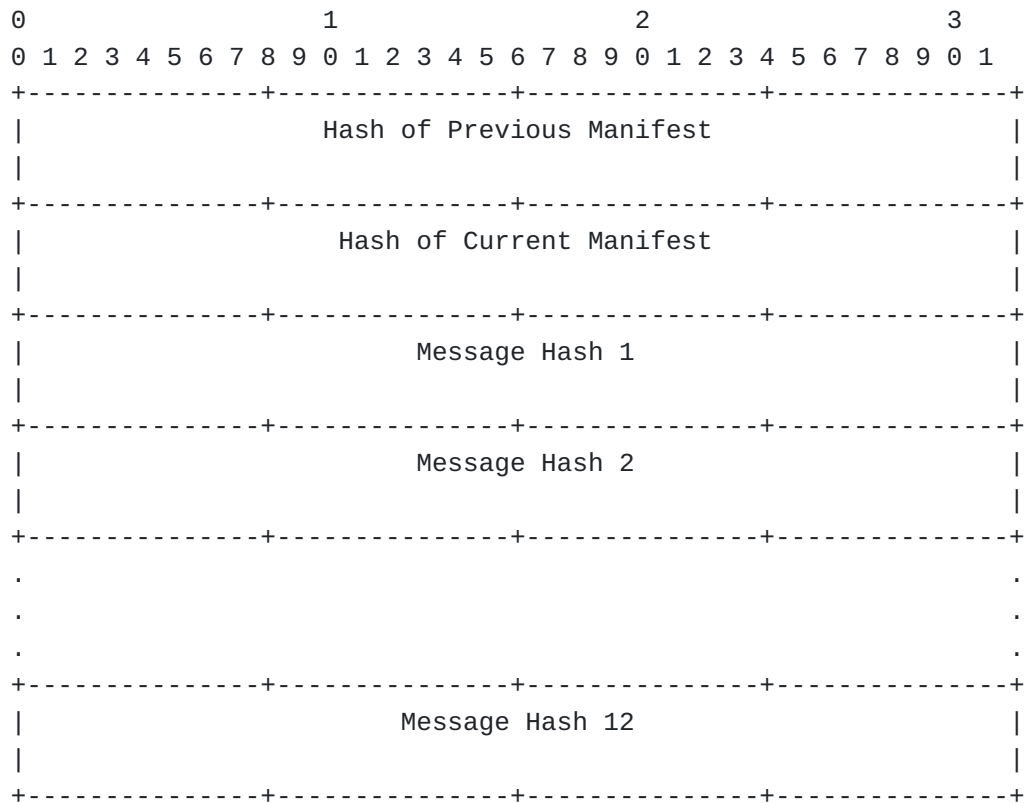 0                   1                   2                   3
0 1 2 3 4 5 6 7 8 9 0 1 2 3 4 5 6 7 8 9 0 1 2 3 4 5 6 7 8 9 0 1
+---------------+---------------+---------------+---------------+
|                   Hash of Previous Manifest                   |
|                                                               |
+---------------+---------------+---------------+---------------+
|                    Hash of Current Manifest                   |
|                                                               |
+---------------+---------------+---------------+---------------+
|                         Message Hash 1                        |
|                                                               |
+---------------+---------------+---------------+---------------+
|                         Message Hash 2                        |
|                                                               |
+---------------+---------------+---------------+---------------+
.                                                               .
.                                                               .
.                                                               .
+---------------+---------------+---------------+---------------+
|                        Message Hash 12                        |
|                                                               |
+---------------+---------------+---------------+---------------+